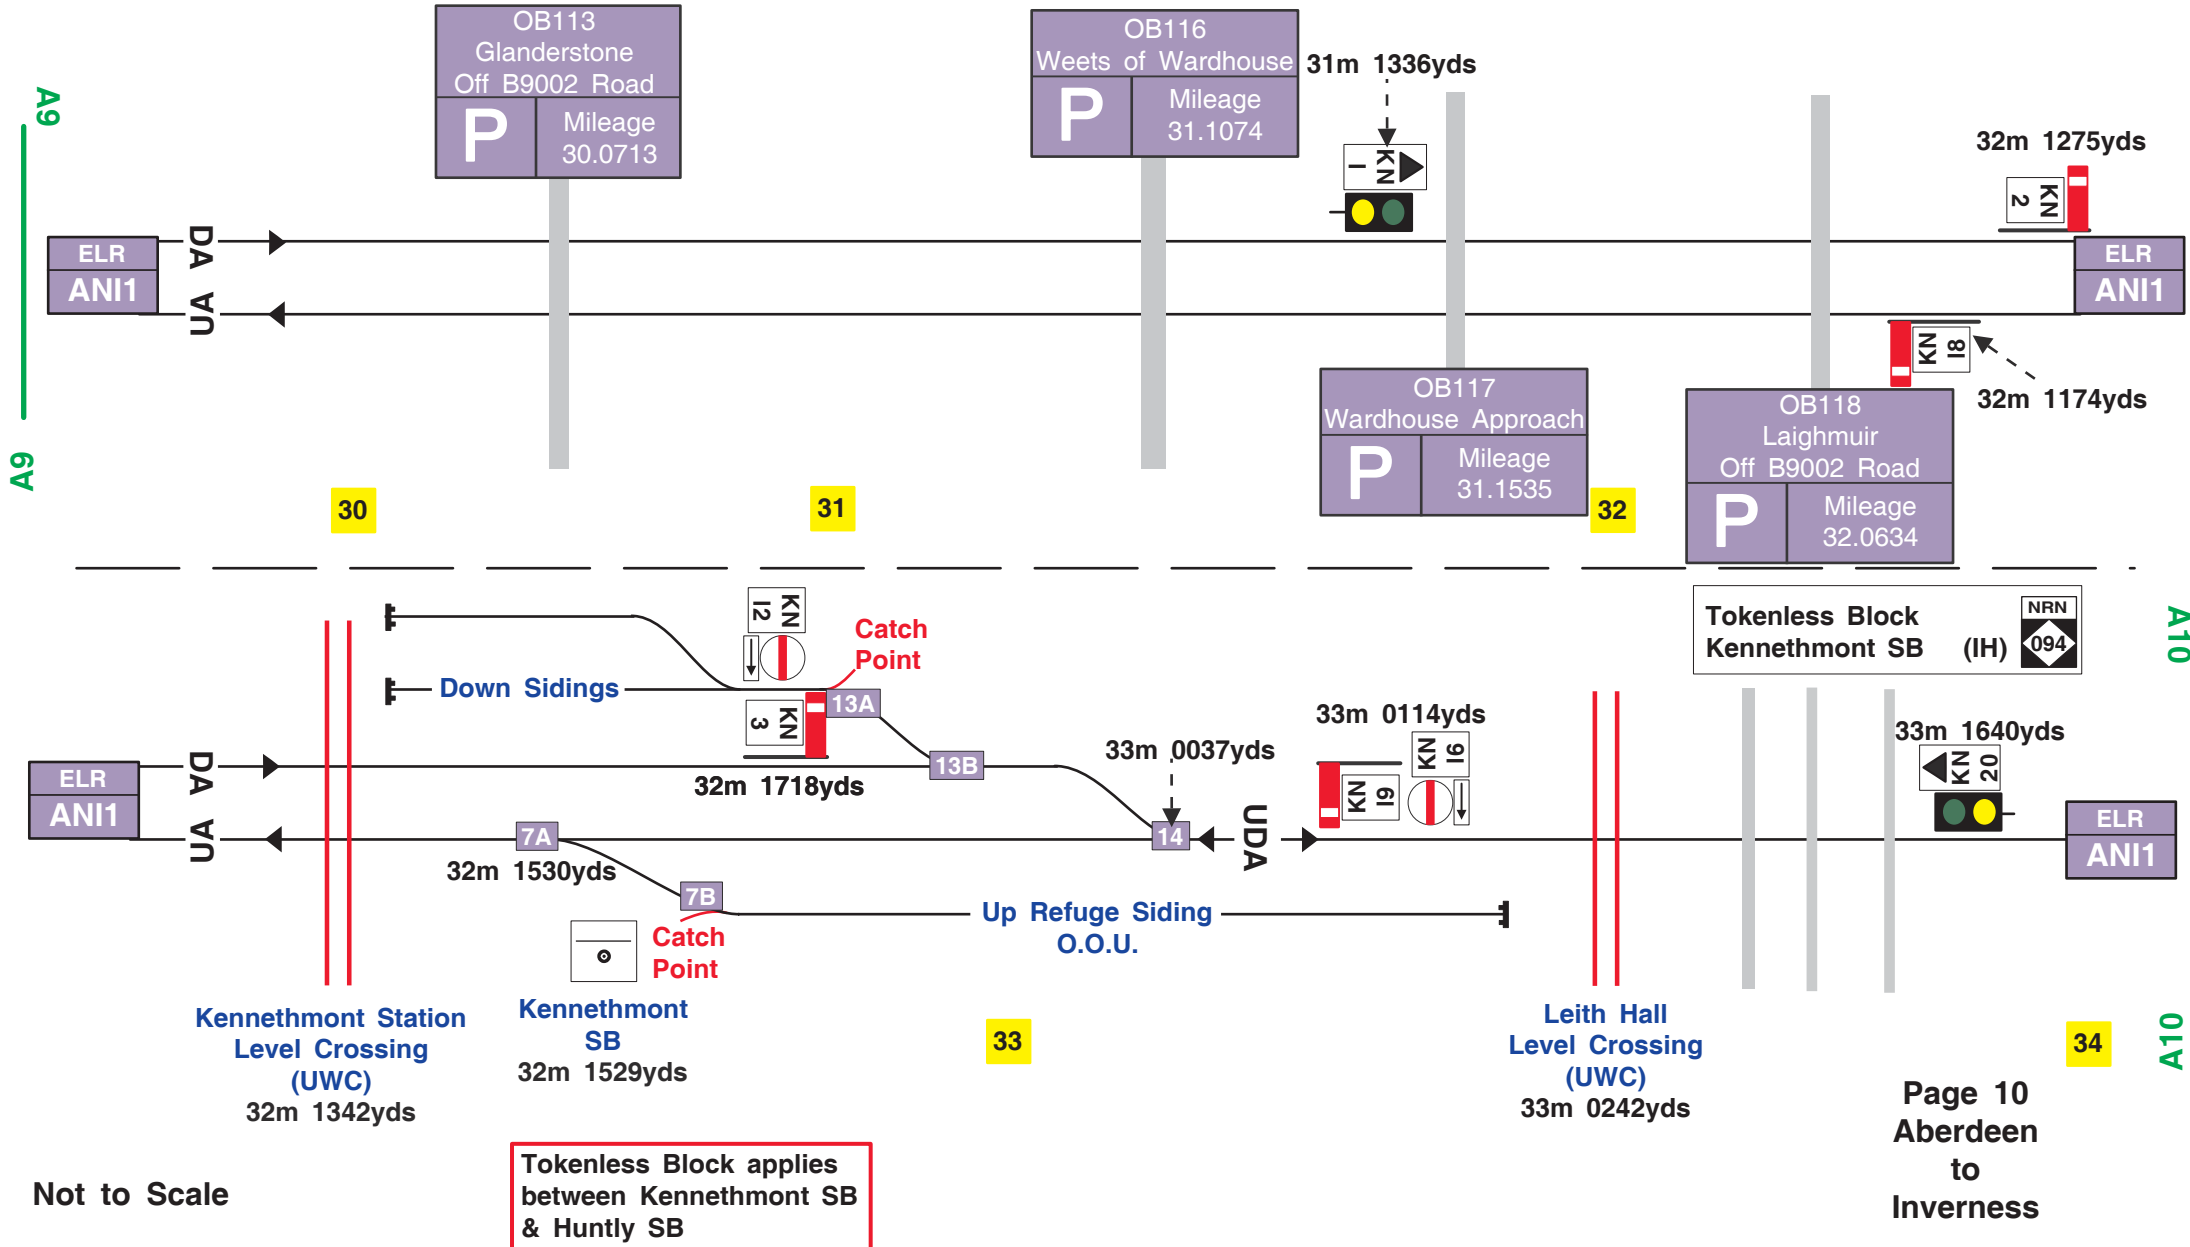 OB113
Glanderstone
Off B9002 Road
P
Mileage
30.0713
OB116
Weets of Wardhouse
P
Mileage
31.1074
31m 1336yds
KN
I
32m 1275yds
KN
2
A9
ELR
ANI1
DA
UA
ELR
ANI1
KN
I8
32m 1174yds
OB117
Wardhouse Approach
P
Mileage
31.1535
OB118
Laighmuir
Off B9002 Road
P
Mileage
32.0634
A9
30
31
32
KN
I2
Catch
Point
Down Sidings
13A
KN
3
32m 1718yds
13B
Tokenless Block
Kennethmont SB (IH)
NRN
094
A10
33m 0037yds
33m 0114yds
KN
I9
KN
I6
33m 1640yds
KN
20
ELR
ANI1
DA
UA
7A
32m 1530yds
14
UDA
ELR
ANI1
7B
Catch
Point
Up Refuge Siding
O.O.U.
Kennethmont Station
Level Crossing
(UWC)
32m 1342yds
Kennethmont
SB
32m 1529yds
33
Leith Hall
Level Crossing
(UWC)
33m 0242yds
34
A10
Page 10
Aberdeen
to
Inverness
Not to Scale
Tokenless Block applies
between Kennethmont SB
& Huntly SB